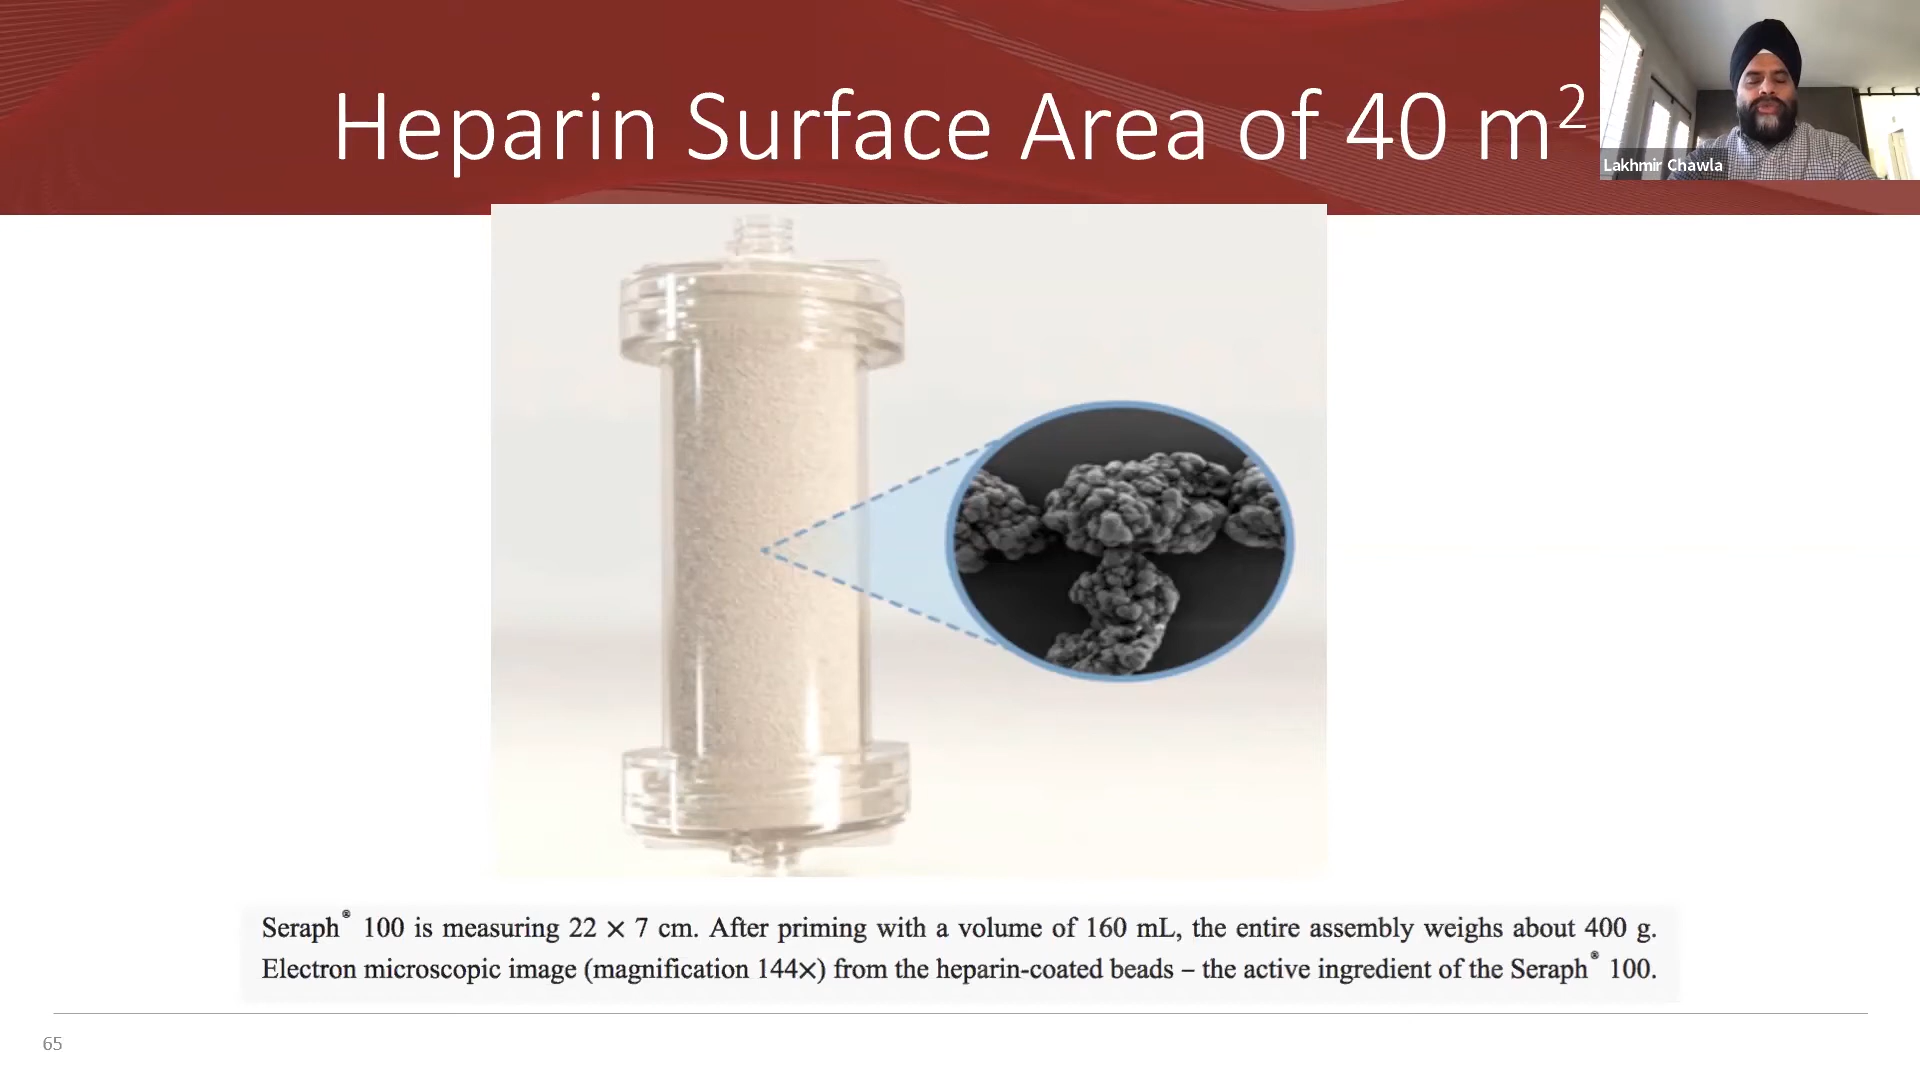 Heparin Surface Area of 40 m²
Lakhmir Chawla
Seraph® 100 is measuring 22 × 7 cm. After priming with a volume of 160 mL, the entire assembly weighs about 400 g.
Electron microscopic image (magnification 144×) from the heparin-coated beads – the active ingredient of the Seraph® 100.
65